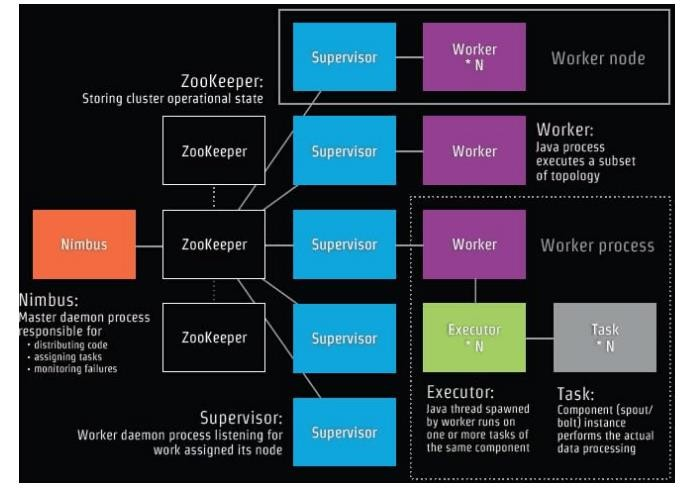 Supervisor
Worker
* N
Worker node
ZooKeeper:
Storing cluster operational state
ZooKeeper
Supervisor
Worker
Worker:
Java process
executes a subset
of topology
Nimbus
ZooKeeper
Supervisor
Worker
Worker process
Nimbus:
Master daemon process
responsible for
• distributing code
• assigning tasks
• monitoring failures
ZooKeeper
Supervisor
Executor
* N
Task
* N
Executor:
Java thread spawned
by worker runs on
one or more tasks of
the same component
Task:
Component (spout/
bolt) instance
performs the actual
data processing
Supervisor:
Worker daemon process listening for
work assigned its node
Supervisor